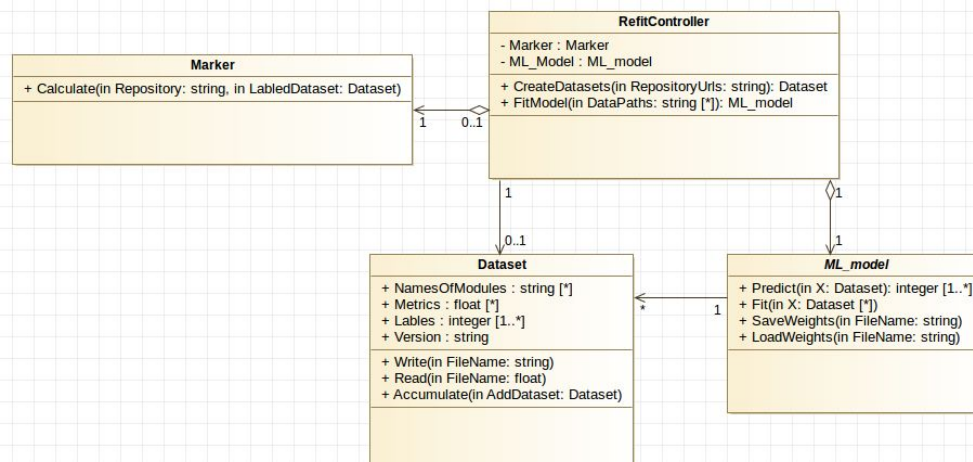 RefitController
- Marker : Marker
- ML_Model : ML_model
+ CreateDatasets(in RepositoryUrls: string): Dataset
+ FitModel(in DataPaths: string [*]): ML_model
Marker
+ Calculate(in Repository: string, in LabledDataset: Dataset)
1
0..1
1
0..1
1
1
Dataset
+ NamesOfModules : string [*]
+ Metrics : float [*]
+ Lables : integer [1..*]
+ Version : string
+ Write(in FileName: string)
+ Read(in FileName: float)
+ Accumulate(in AddDataset: Dataset)
*
1
ML_model
+ Predict(in X: Dataset): integer [1..*]
+ Fit(in X: Dataset [*])
+ SaveWeights(in FileName: string)
+ LoadWeights(in FileName: string)